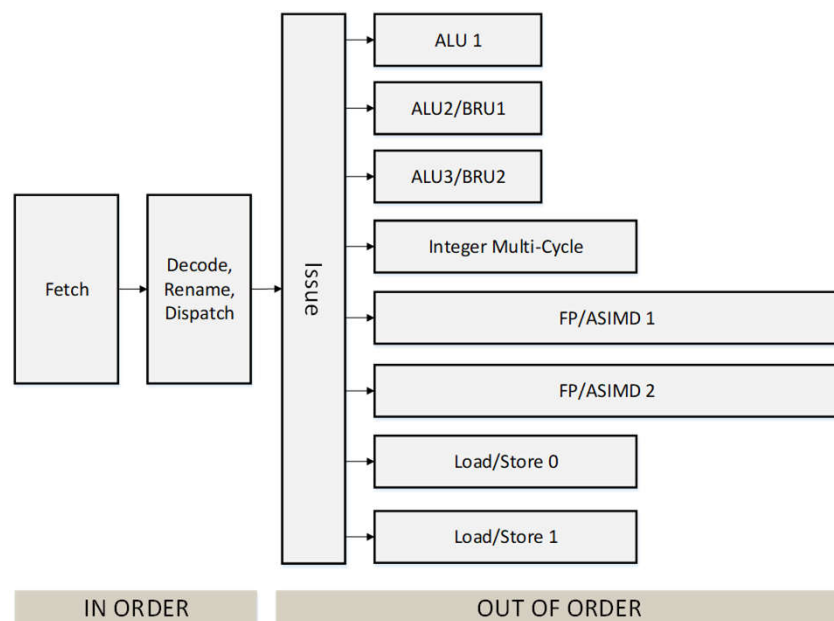 Fetch
Decode,
Rename,
Dispatch
Issue
ALU 1
ALU2/BRU1
ALU3/BRU2
Integer Multi-Cycle
FP/ASIMD 1
FP/ASIMD 2
Load/Store 0
Load/Store 1
IN ORDER
OUT OF ORDER